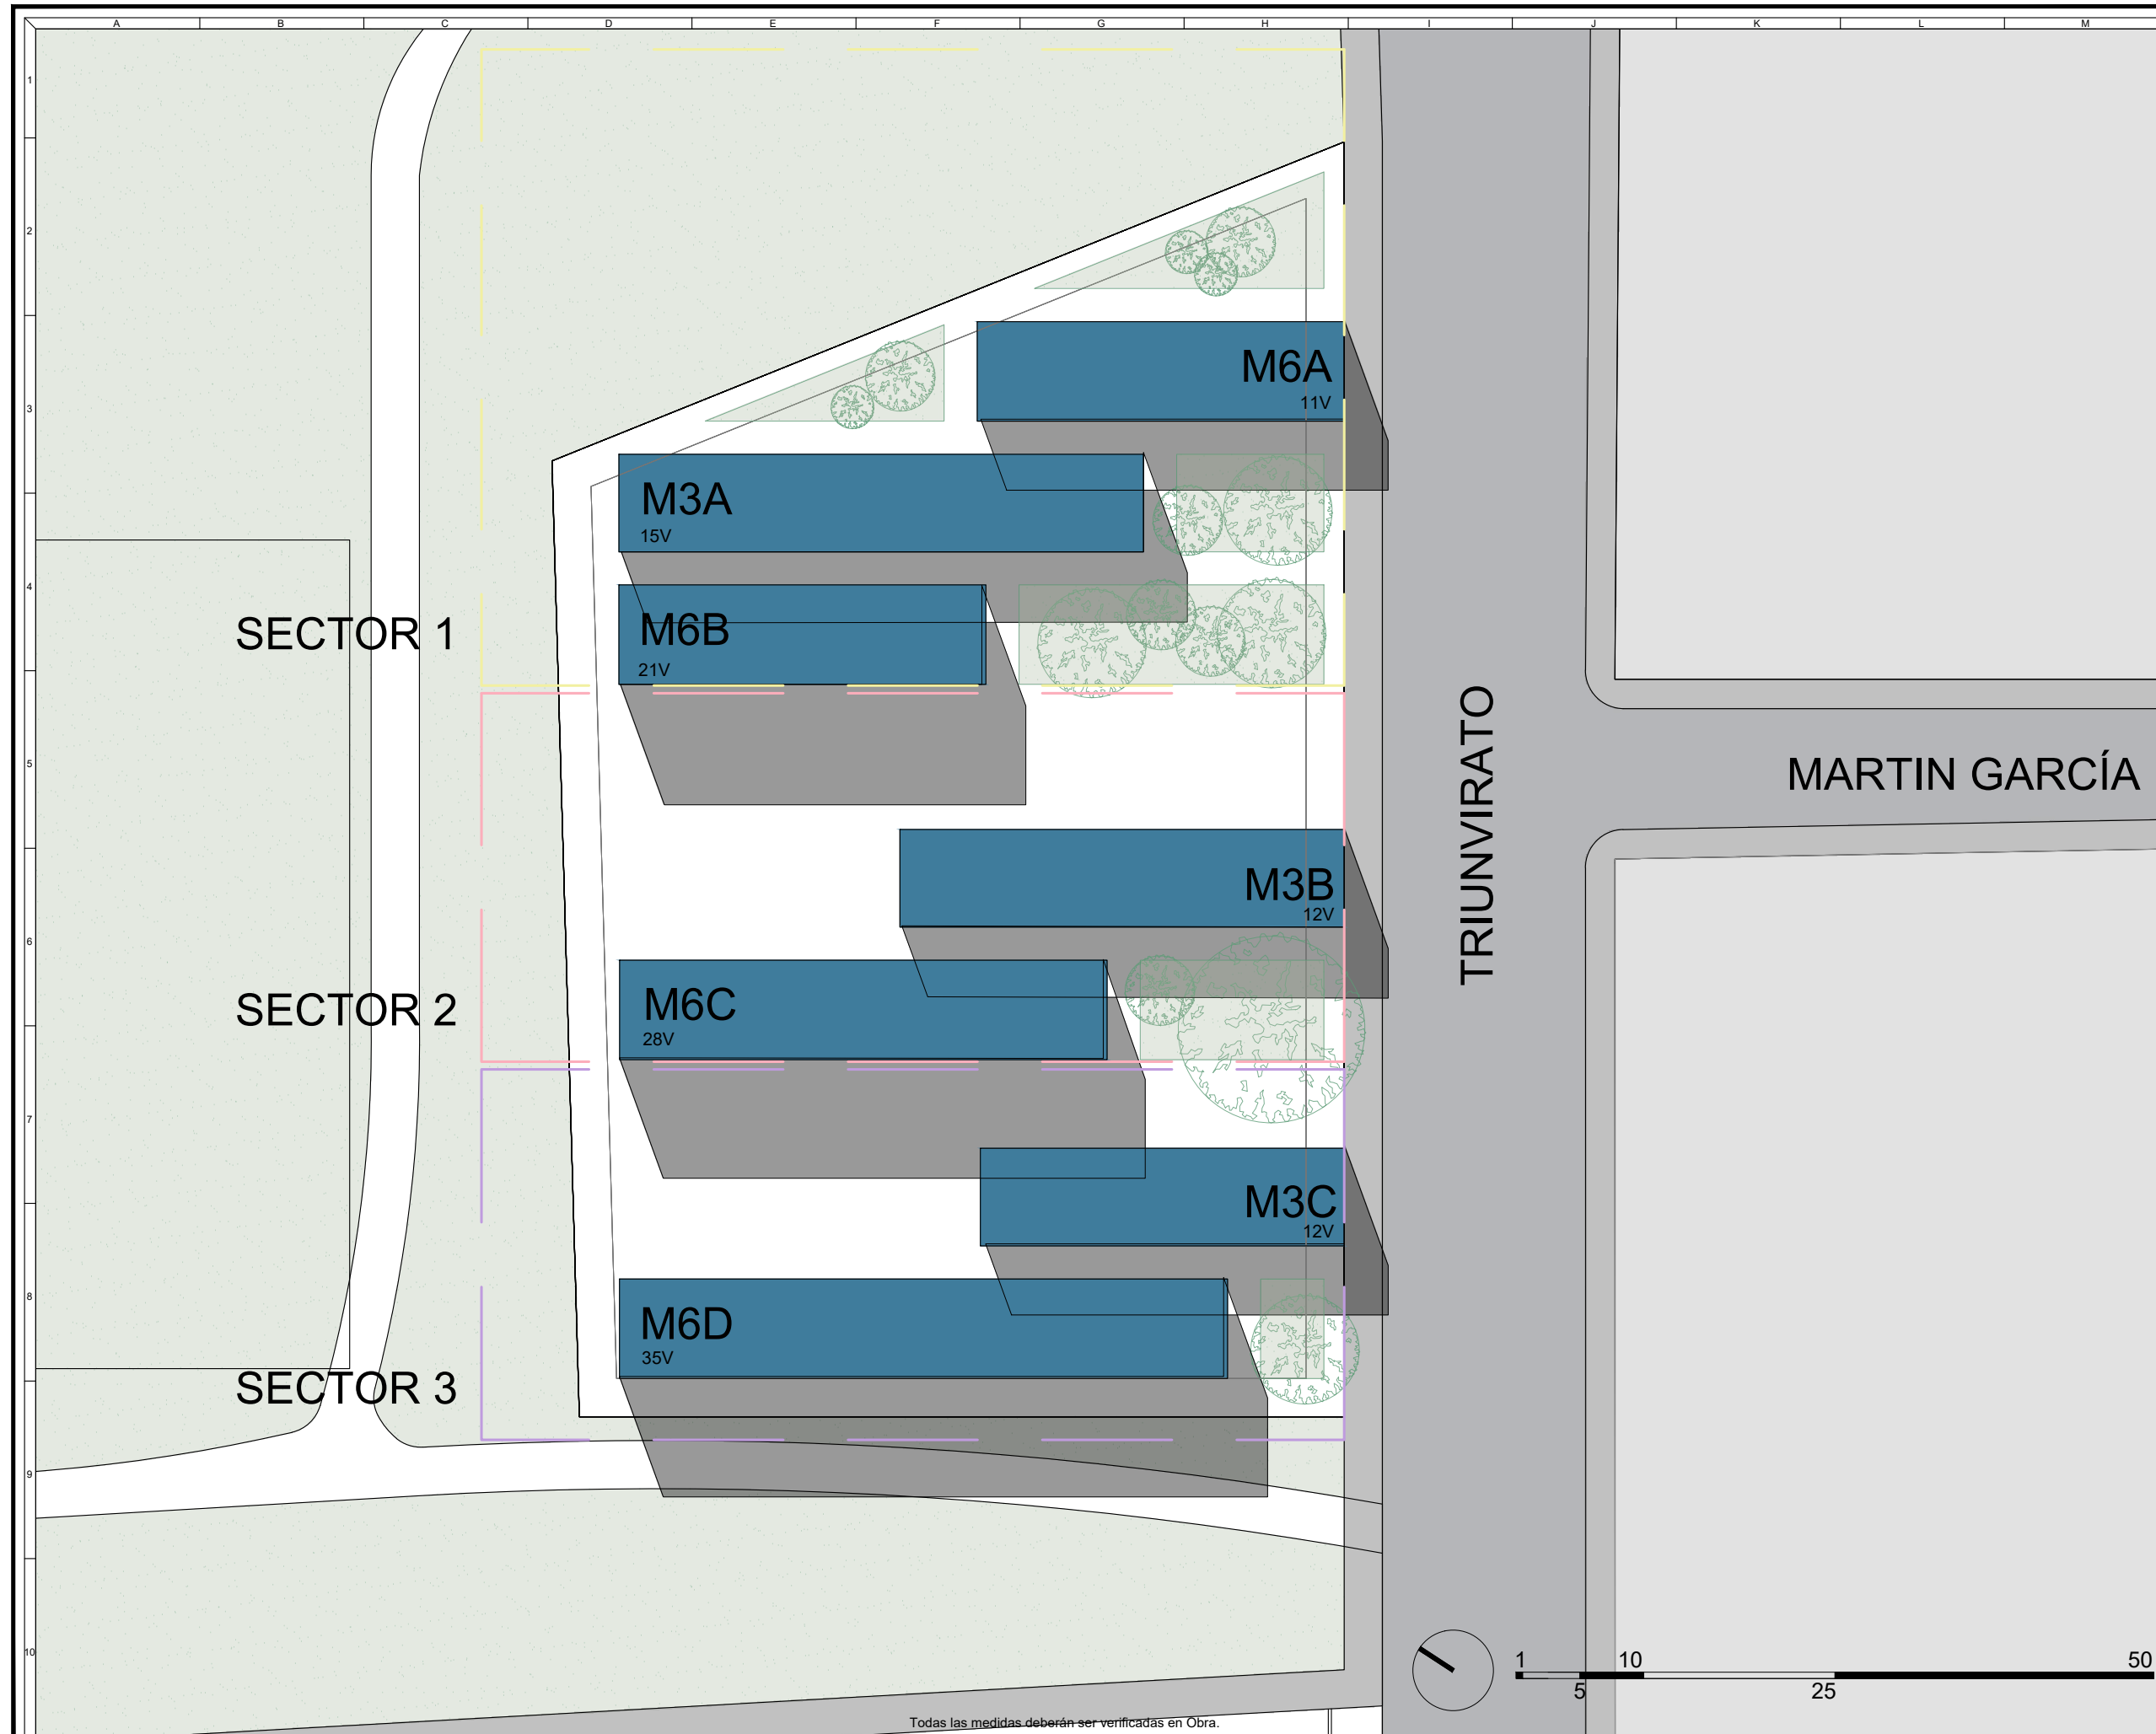 A B C D E F G H I J K L M
1
2
3
4
5
6
7
8
9
10
M6A
11V
M3A
15V
SECTOR 1
M6B
21V
TRIUNVIRATO
MARTIN GARCÍA
M3B
12V
SECTOR 2
M6C
28V
M3C
12V
M6D
35V
SECTOR 3
1 10 50
5 25
Todas las medidas deberán ser verificadas en Obra.